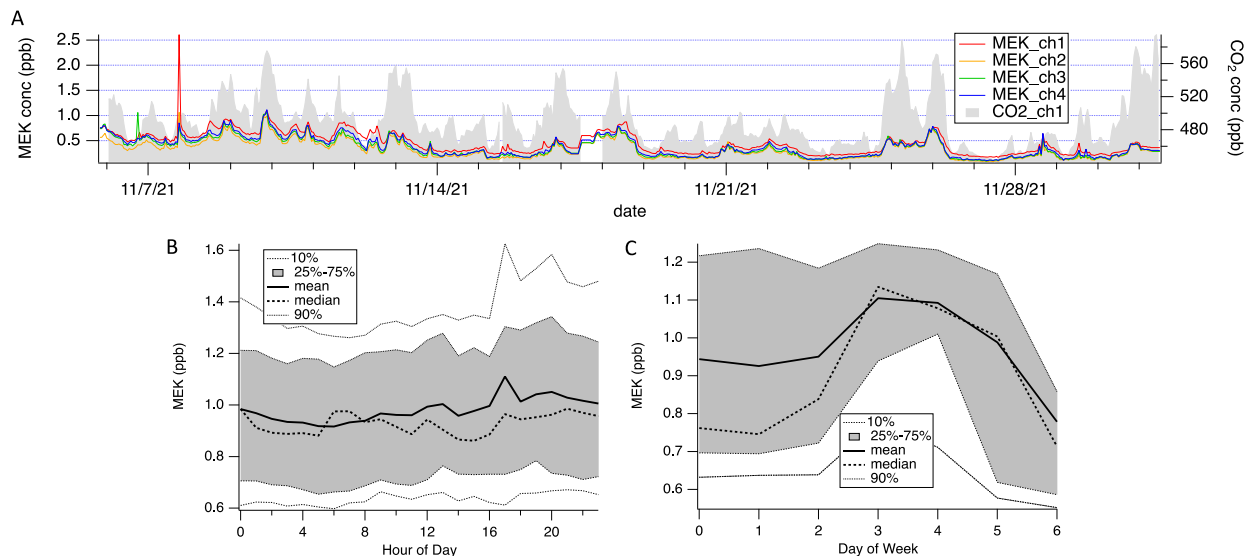 A
MEK conc (ppb)
2.5
2.0
1.5
1.0
0.5
MEK_ch1
MEK_ch2
MEK_ch3
MEK_ch4
CO2_ch1
560
520
480
CO₂ conc (ppb)
11/7/21
11/14/21
11/21/21
11/28/21
date
B
MEK (ppb)
1.6
1.4
1.2
1.0
0.8
0.6
10%
25%-75%
mean
median
90%
0
4
8
12
16
20
Hour of Day
C
MEK (ppb)
1.2
1.1
1.0
0.9
0.8
0.7
0.6
10%
25%-75%
mean
median
90%
0
1
2
3
4
5
6
Day of Week